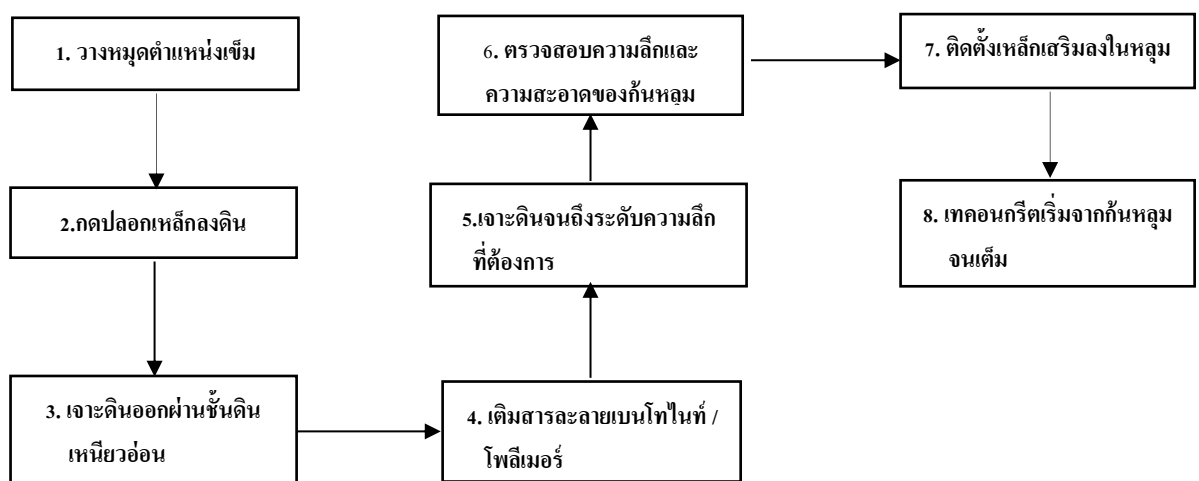 1. วางหมุดตำแหน่งเข็ม
2.กดปลอกเหล็กลงดิน
3. เจาะดินออกผ่านชั้นดิน
เหนียวอ่อน
4. เติมสารละลายเบนโทไนท์ /
โพลีเมอร์
5.เจาะดินจนถึงระดับความลึก
ที่ต้องการ
6. ตรวจสอบความลึกและ
ความสะอาดของก้นหลุม
7. ติดตั้งเหล็กเสริมลงในหลุม
8. เทคอนกรีตเริ่มจากก้นหลุม
จนเต็ม